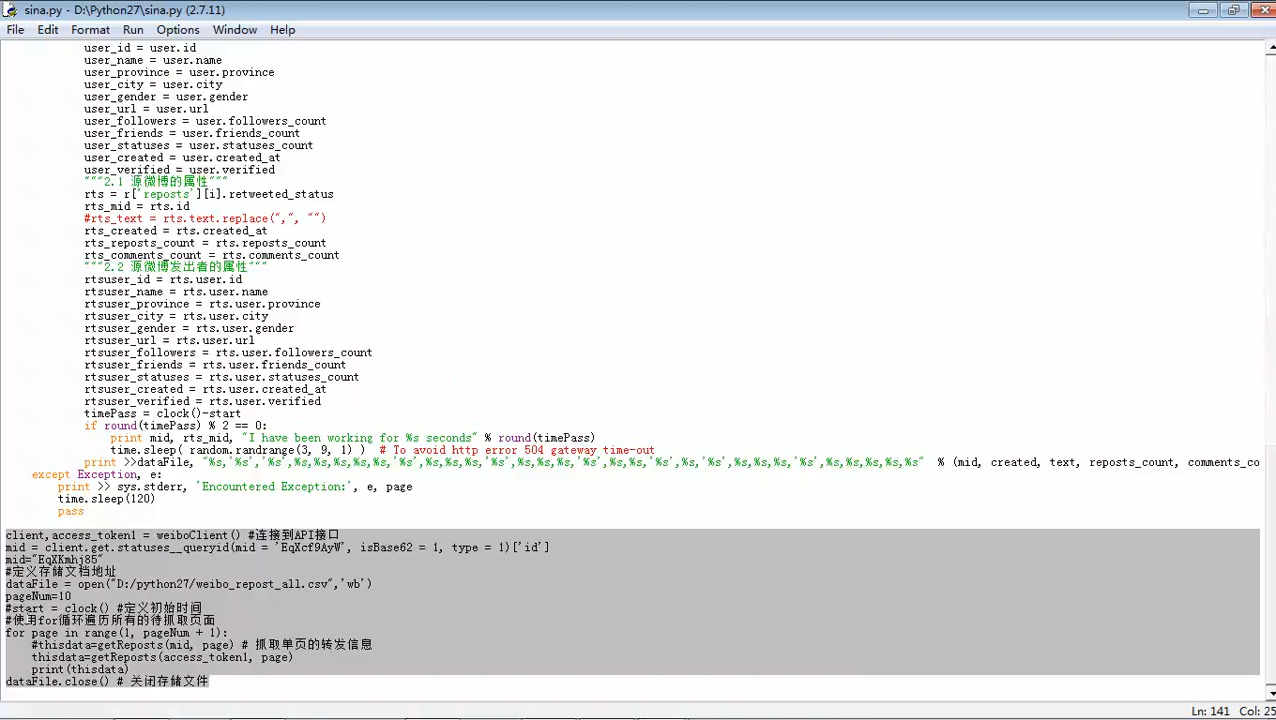 sina.py - D:\Python27\sina.py (2.7.11)
File Edit Format Run Options Window Help
user_id = user.id
user_name = user.name
user_province = user.province
user_city = user.city
user_gender = user.gender
user_url = user.url
user_followers = user.followers_count
user_friends = user.friends_count
user_statuses = user.statuses_count
user_created = user.created_at
user_verified = user.verified
"""2.1 源微博的属性"""
rts = r['reposts'][i].retweeted_status
rts_mid = rts.id
#rts_text = rts.text.replace(",", "")
rts_created = rts.created_at
rts_reposts_count = rts.reposts_count
rts_comments_count = rts.comments_count
"""2.2 源微博发出者的属性"""
rtsuser_id = rts.user.id
rtsuser_name = rts.user.name
rtsuser_province = rts.user.province
rtsuser_city = rts.user.city
rtsuser_gender = rts.user.gender
rtsuser_url = rts.user.url
rtsuser_followers = rts.user.followers_count
rtsuser_friends = rts.user.friends_count
rtsuser_statuses = rts.user.statuses_count
rtsuser_created = rts.user.created_at
rtsuser_verified = rts.user.verified
timePass = clock()-start
if round(timePass) % 2 == 0:
print mid, rts_mid, "I have been working for %s seconds" % round(timePass)
time.sleep( random.randrange(3, 9, 1) )  # To avoid http error 504 gateway time-out
print >>dataFile, "%s,'%s','%s',%s,%s,%s,%s,%s,'%s',%s,%s,%s,'%s',%s,%s,%s,'%s',%s,%s,'%s',%s,'%s',%s,%s,%s,'%s',%s,%s,%s,%s" % (mid, created, text, reposts_count, comments_co
except Exception, e:
print >> sys.stderr, 'Encountered Exception:', e, page
time.sleep(120)
pass
client,access_token1 = weiboClient() #连接到API接口
mid = client.get.statuses__queryid(mid = 'EqXcf9AyW', isBase62 = 1, type = 1)['id']
mid="EqXKmhj85"
#定义存储文档地址
dataFile = open("D:/python27/weibo_repost_all.csv",'wb')
pageNum=10
#start = clock() #定义初始时间
#使用for循环遍历所有的待抓取页面
for page in range(1, pageNum + 1):
#thisdata=getReposts(mid, page) # 抓取单页的转发信息
thisdata=getReposts(access_token1, page)
print(thisdata)
dataFile.close() # 关闭存储文件
Ln: 141 Col: 25